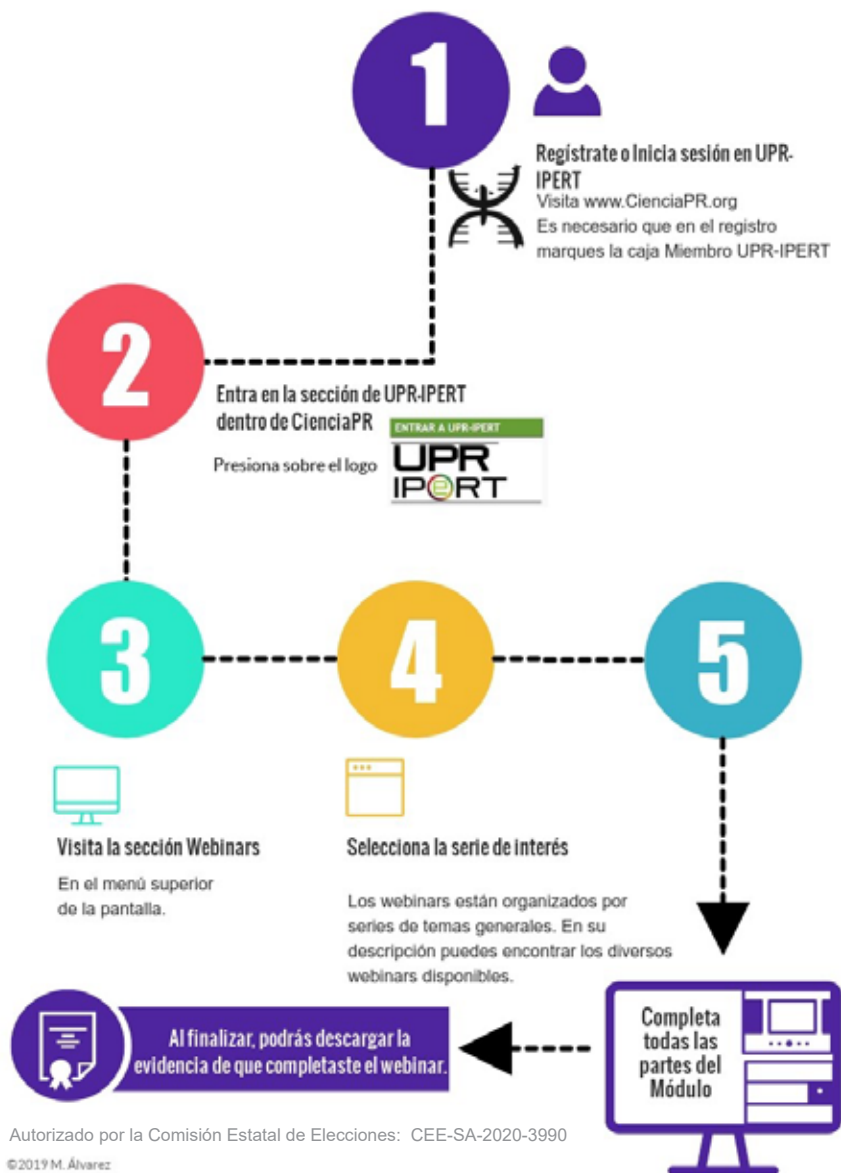 1
Regístrate o Inicia sesión en UPR-
IPERT
Visita www.CienciaPR.org
Es necesario que en el registro
marques la caja Miembro UPR-IPERT
2
Entra en la sección de UPR-IPERT
dentro de CienciaPR
Presiona sobre el logo
ENTRAR A UPR-IPERT
UPR
IPeRT
3
4
5
Visita la sección Webinars
En el menú superior
de la pantalla.
Selecciona la serie de interés
Los webinars están organizados por
series de temas generales. En su
descripción puedes encontrar los diversos
webinars disponibles.
Completa
todas las
partes del
Módulo
Al finalizar, podrás descargar la
evidencia de que completaste el webinar.
Autorizado por la Comisión Estatal de Elecciones: CEE-SA-2020-3990
©2019 M. Álvarez